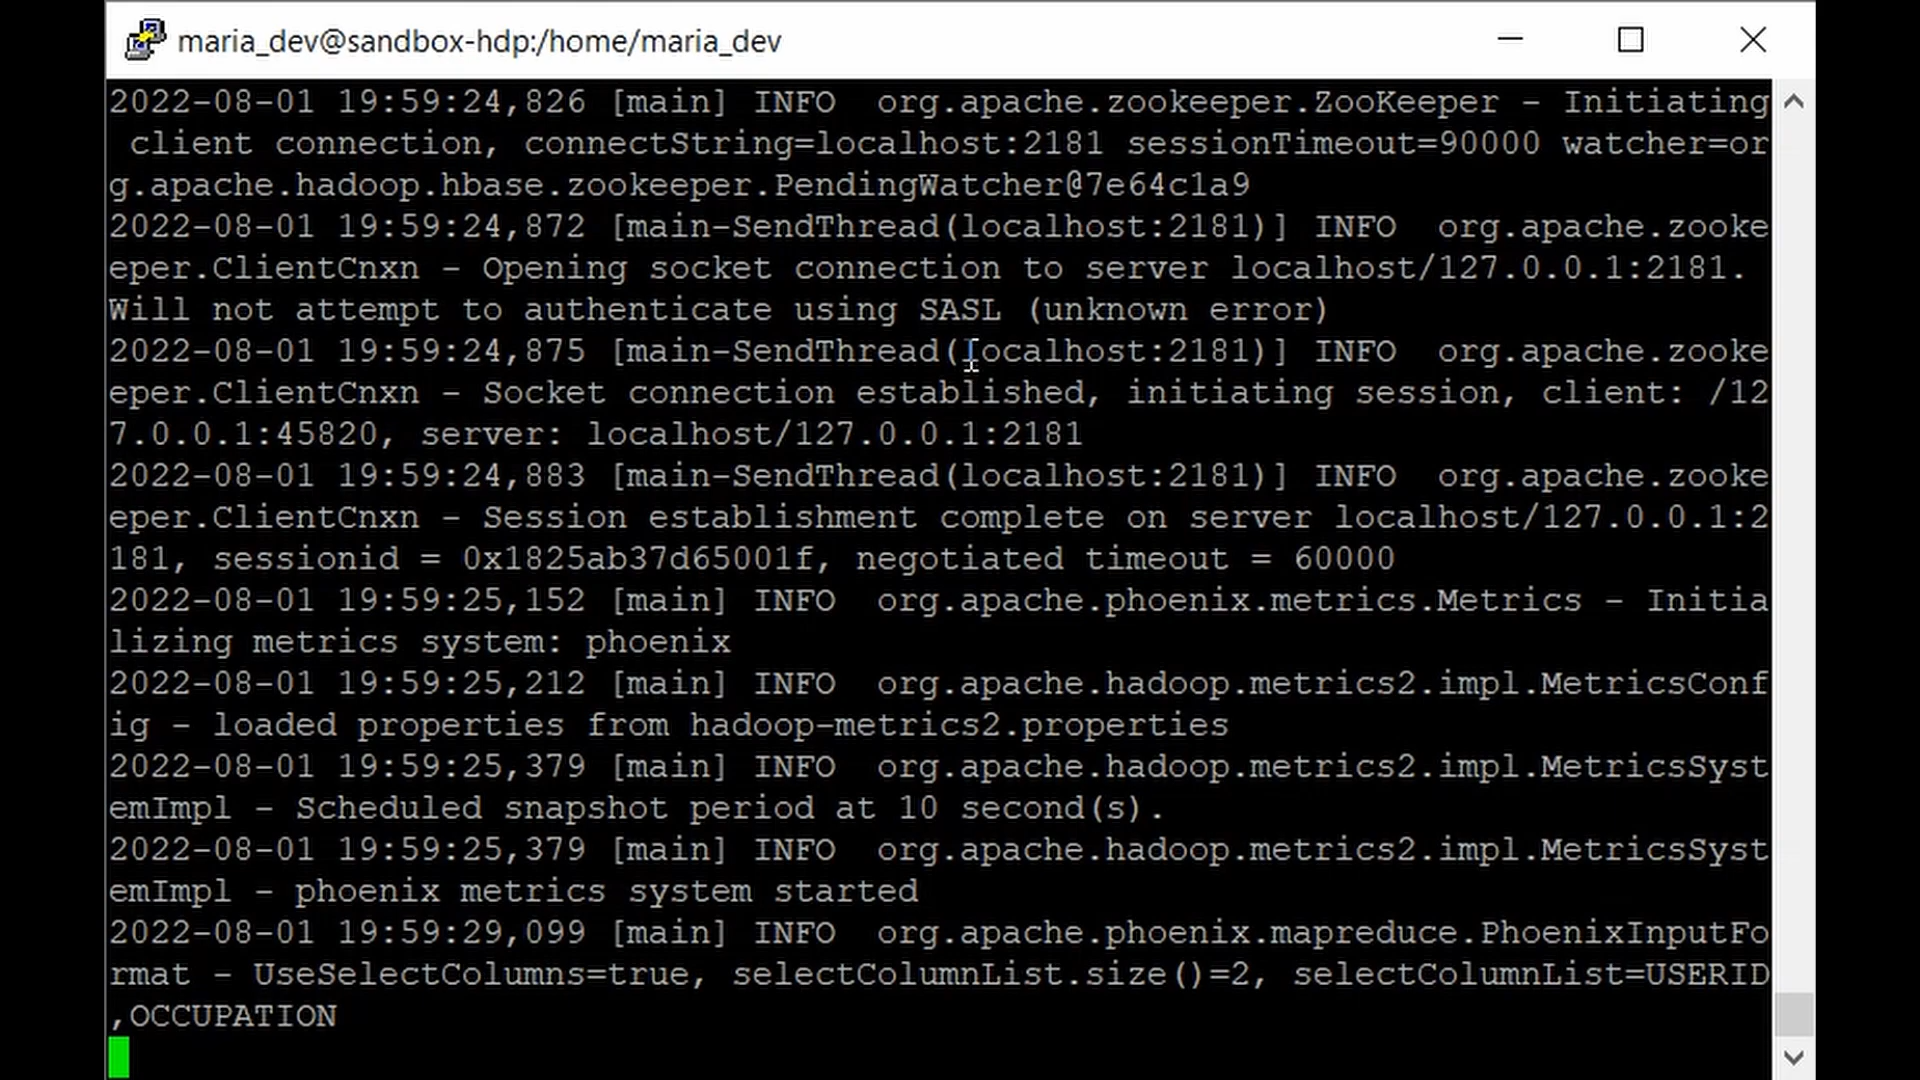 maria_dev@sandbox-hdp:/home/maria_dev
2022-08-01 19:59:24,826 [main] INFO  org.apache.zookeeper.ZooKeeper - Initiating
 client connection, connectString=localhost:2181 sessionTimeout=90000 watcher=or
g.apache.hadoop.hbase.zookeeper.PendingWatcher@7e64c1a9
2022-08-01 19:59:24,872 [main-SendThread(localhost:2181)] INFO  org.apache.zooke
eper.ClientCnxn - Opening socket connection to server localhost/127.0.0.1:2181.
Will not attempt to authenticate using SASL (unknown error)
2022-08-01 19:59:24,875 [main-SendThread(localhost:2181)] INFO  org.apache.zooke
eper.ClientCnxn - Socket connection established, initiating session, client: /12
7.0.0.1:45820, server: localhost/127.0.0.1:2181
2022-08-01 19:59:24,883 [main-SendThread(localhost:2181)] INFO  org.apache.zooke
eper.ClientCnxn - Session establishment complete on server localhost/127.0.0.1:2
181, sessionid = 0x1825ab37d65001f, negotiated timeout = 60000
2022-08-01 19:59:25,152 [main] INFO  org.apache.phoenix.metrics.Metrics - Initia
lizing metrics system: phoenix
2022-08-01 19:59:25,212 [main] INFO  org.apache.hadoop.metrics2.impl.MetricsConf
ig - loaded properties from hadoop-metrics2.properties
2022-08-01 19:59:25,379 [main] INFO  org.apache.hadoop.metrics2.impl.MetricsSyst
emImpl - Scheduled snapshot period at 10 second(s).
2022-08-01 19:59:25,379 [main] INFO  org.apache.hadoop.metrics2.impl.MetricsSyst
emImpl - phoenix metrics system started
2022-08-01 19:59:29,099 [main] INFO  org.apache.phoenix.mapreduce.PhoenixInputFo
rmat - UseSelectColumns=true, selectColumnList.size()=2, selectColumnList=USERID
,OCCUPATION